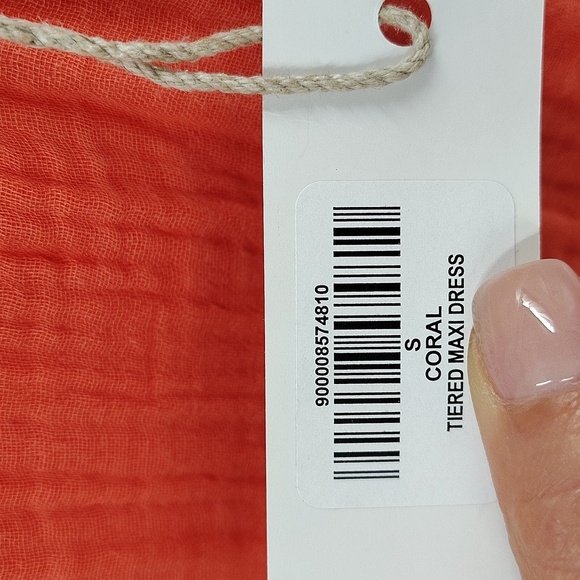 900008574810
S
CORAL
TIERED MAXI DRESS